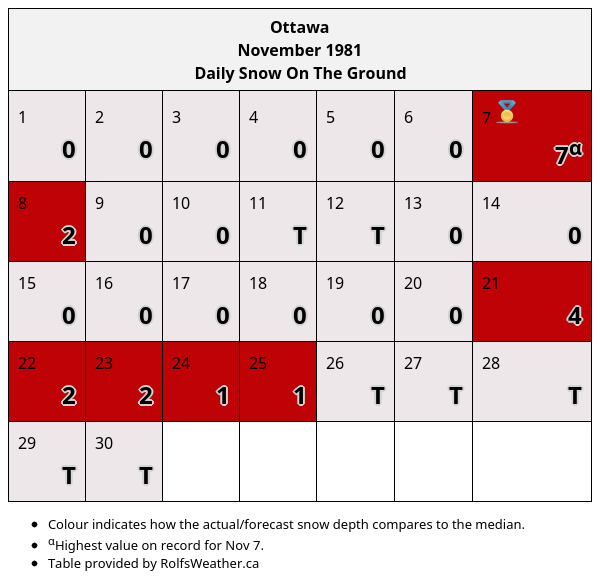 Ottawa
November 1981
Daily Snow On The Ground
1 2 3 4 5 6 7
0 0 0 0 0 0 7α
8 9 10 11 12 13 14
2 0 0 T T 0 0
15 16 17 18 19 20 21
0 0 0 0 0 0 4
22 23 24 25 26 27 28
2 2 1 1 T T T
29 30
T T
• Colour indicates how the actual/forecast snow depth compares to the median.
• αHighest value on record for Nov 7.
• Table provided by RolfsWeather.ca